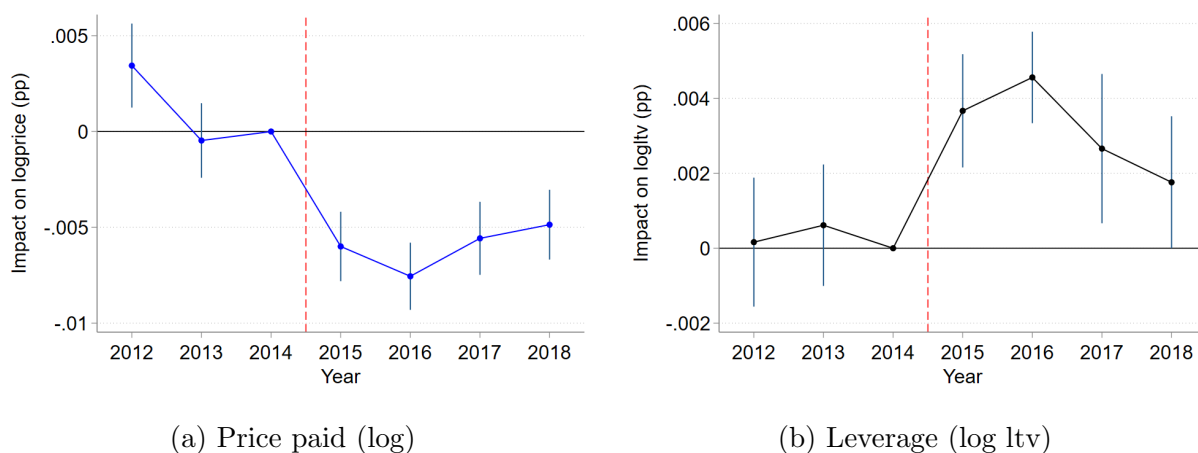 Impact on logprice (pp)
.005
0
-.005
-.01
2012 2013 2014 2015 2016 2017 2018
Year
(a) Price paid (log)
Impact on logltv (pp)
.006
.004
.002
0
-.002
2012 2013 2014 2015 2016 2017 2018
Year
(b) Leverage (log ltv)